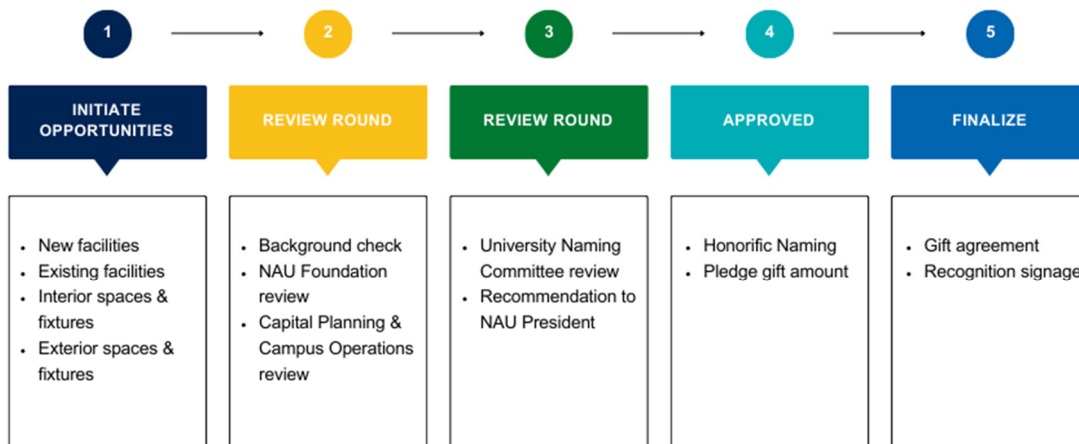 1
2
3
4
5
INITIATE
OPPORTUNITIES
REVIEW ROUND
REVIEW ROUND
APPROVED
FINALIZE
• New facilities
• Existing facilities
• Interior spaces &
fixtures
• Exterior spaces &
fixtures
• Background check
• NAU Foundation
review
• Capital Planning &
Campus Operations
review
• University Naming
Committee review
• Recommendation to
NAU President
• Honorific Naming
• Pledge gift amount
• Gift agreement
• Recognition signage